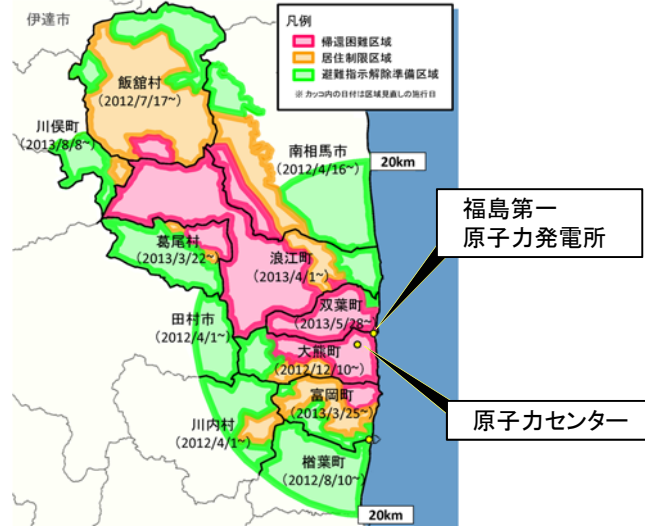 伊達市
凡例
帰還困難区域
居住制限区域
避難指示解除準備区域
※ カッコ内の日付は区域見直しの施行日
飯舘村
(2012/7/17~)
川俣町
(2013/8/8~)
南相馬市
(2012/4/16~)
20km
福島第一
原子力発電所
葛尾村
(2013/3/22~)
浪江町
(2013/4/1~)
双葉町
(2013/5/28~)
田村市
(2012/4/1~)
大熊町
(2012/12/10~)
富岡町
(2013/3/25~)
原子力センター
川内村
(2012/4/1~)
楢葉町
(2012/8/10~)
20km